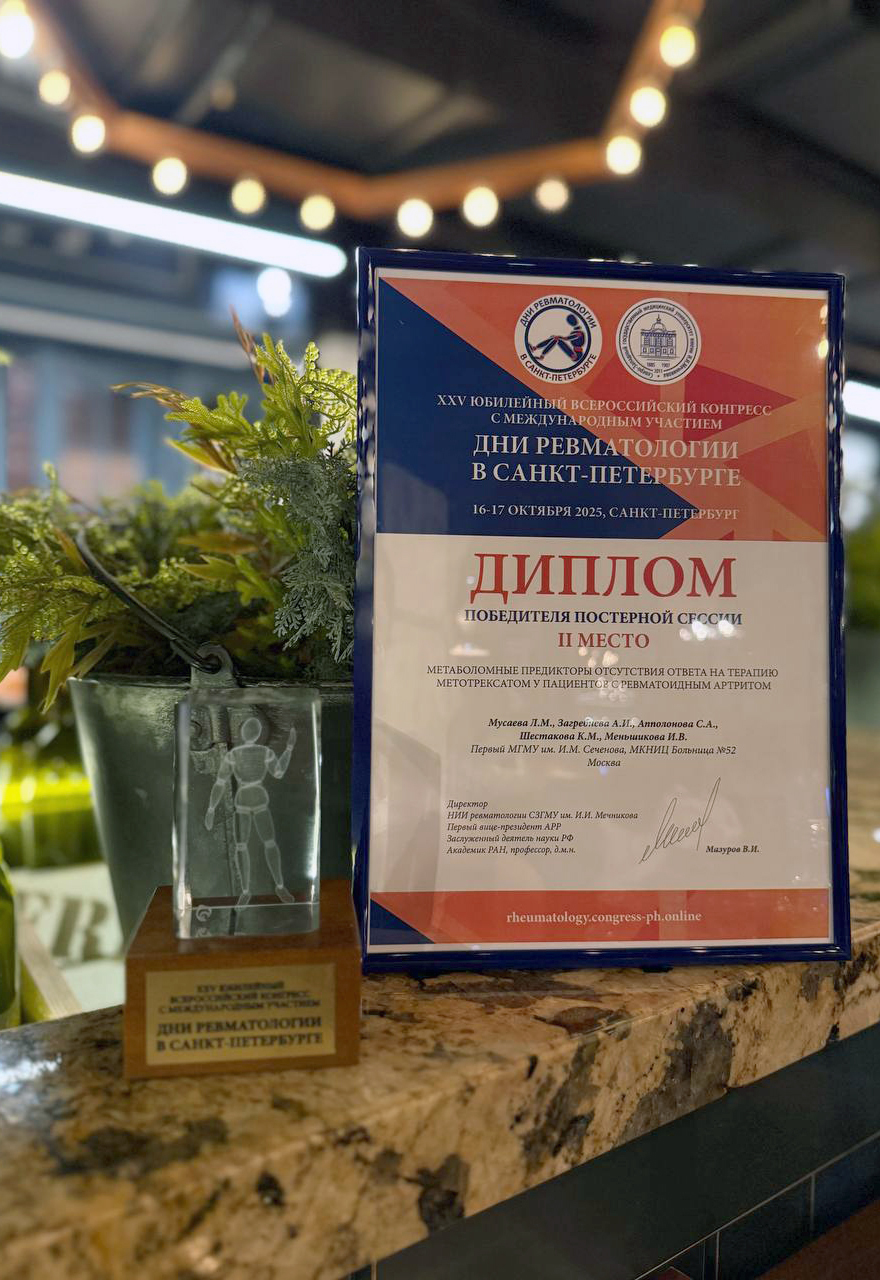 ДНИ РЕВМАТОЛОГИИ
В САНКТ-ПЕТЕРБУРГЕ
XXV ЮБИЛЕЙНЫЙ ВСЕРОССИЙСКИЙ КОНГРЕСС
С МЕЖДУНАРОДНЫМ УЧАСТИЕМ
ДНИ РЕВМАТОЛОГИИ
В САНКТ-ПЕТЕРБУРГЕ
16-17 ОКТЯБРЯ 2025, САНКТ-ПЕТЕРБУРГ
ДИПЛОМ
ПОБЕДИТЕЛЯ ПОСТЕРНОЙ СЕССИИ
II МЕСТО
МЕТАБОЛОМНЫЕ ПРЕДИКТОРЫ ОТСУТСТВИЯ ОТВЕТА НА ТЕРАПИЮ
МЕТОТРЕКСАТОМ У ПАЦИЕНТОВ С РЕВМАТОИДНЫМ АРТРИТОМ
Мусаева Л.М., Загребнева А.И., Апполонова С.А.,
Шестакова К.М., Меньшикова И.В.
Первый МГМУ им. И.М. Сеченова, МКНИЦ Больница №52
Москва
Директор
НИИ ревматологии СЗГМУ им. И.И. Мечникова
Первый вице-президент АРР
Заслуженный деятель науки РФ
Академик РАН, профессор, д.м.н.
Мазуров В.И.
rheumatology.congress-ph.online
XXV ЮБИЛЕЙНЫЙ
ВСЕРОССИЙСКИЙ КОНГРЕСС
С МЕЖДУНАРОДНЫМ УЧАСТИЕМ
ДНИ РЕВМАТОЛОГИИ
В САНКТ-ПЕТЕРБУРГЕ